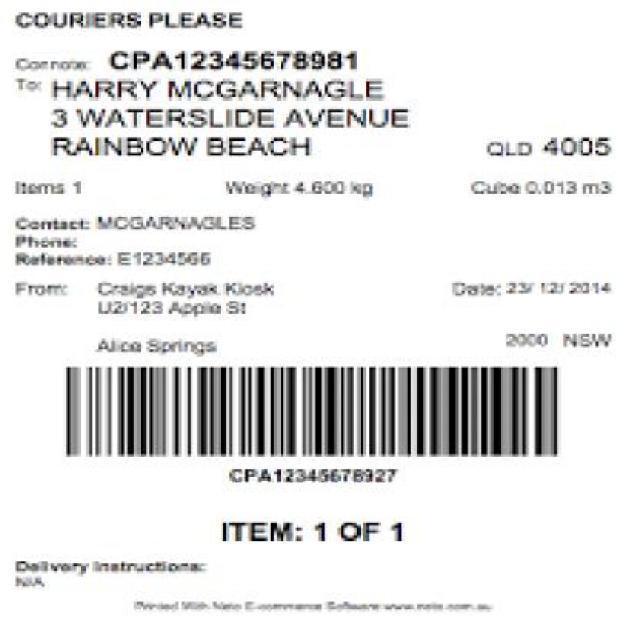 COURIERS PLEASE
Connote: CPA12345678981
To: HARRY MCGARNAGLE
3 WATERSLIDE AVENUE
RAINBOW BEACH QLD 4005
Items 1 Weight 4.600 kg Cube 0.013 m3
Contact: MCGARNAGLES
Phone:
Reference: E1234566
From: Craigs Kayak Kiosk Date: 23/ 12/ 2014
U2/123 Apple St
Alice Springs 2000 NSW
CPA12345678927
ITEM: 1 OF 1
Delivery Instructions:
N/A
Printed With Neto E-commerce Software www.neto.com.au